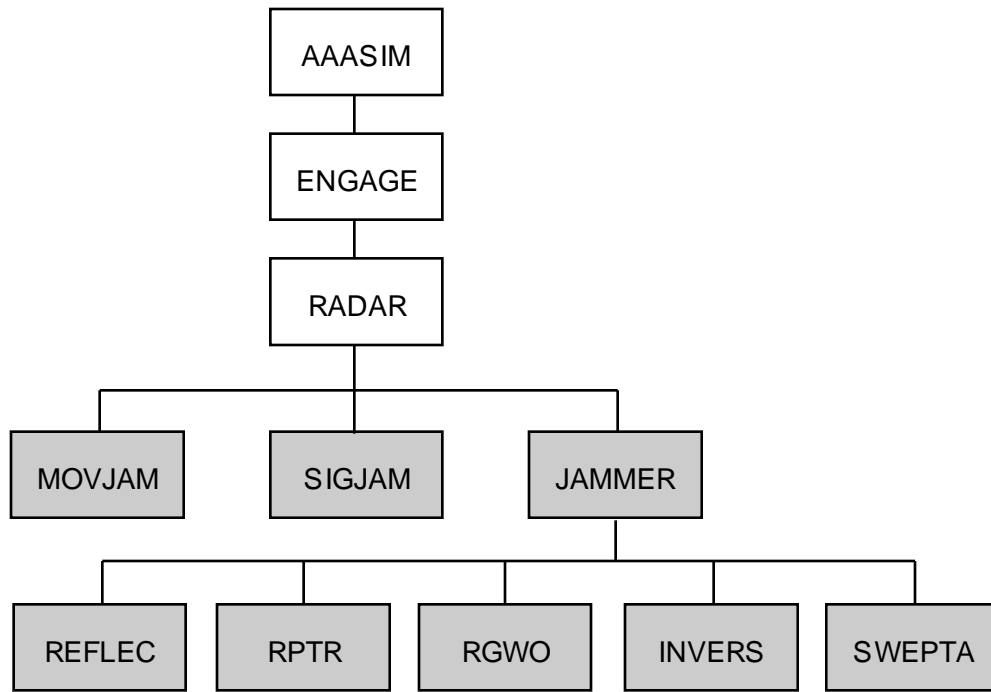 AAASIM
ENGAGE
RADAR
MOVJAM
SIGJAM
JAMMER
REFLEC
RPTR
RGWO
INVERS
SWEPTA